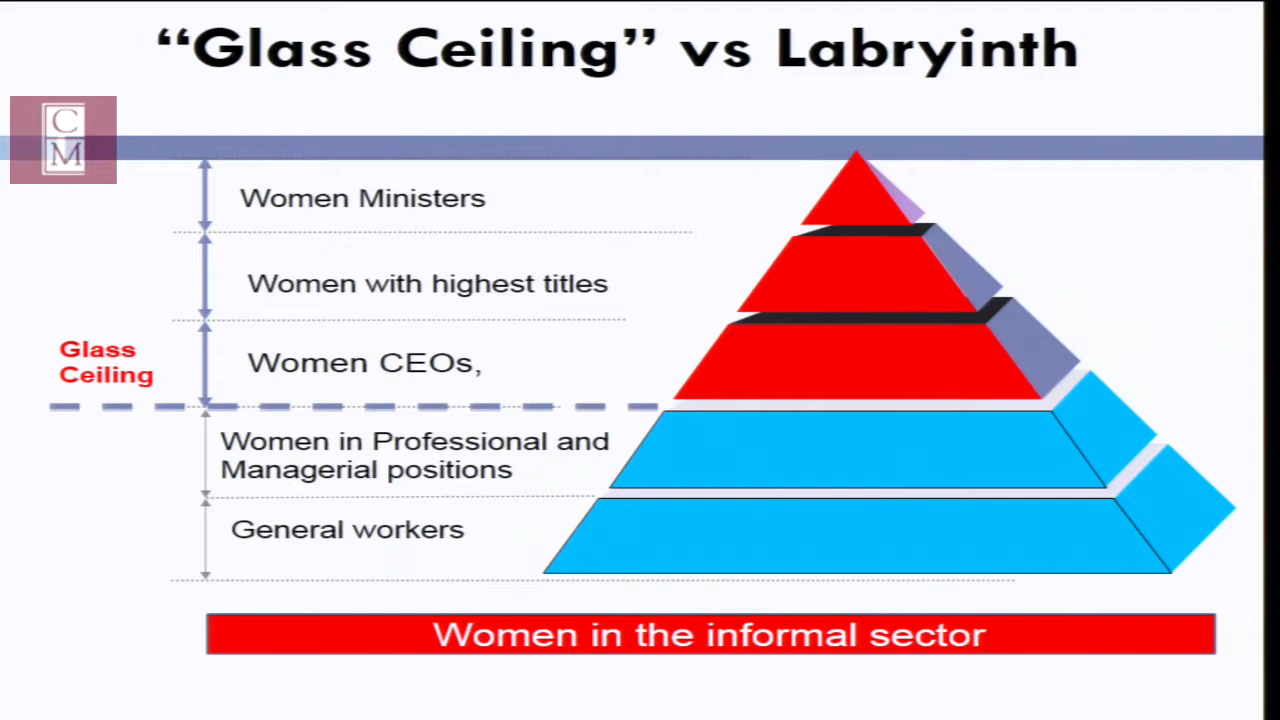 “Glass Ceiling” vs Labryinth
C
M
Women Ministers
Women with highest titles
Glass
Ceiling
Women CEOs,
Women in Professional and
Managerial positions
General workers
Women in the informal sector